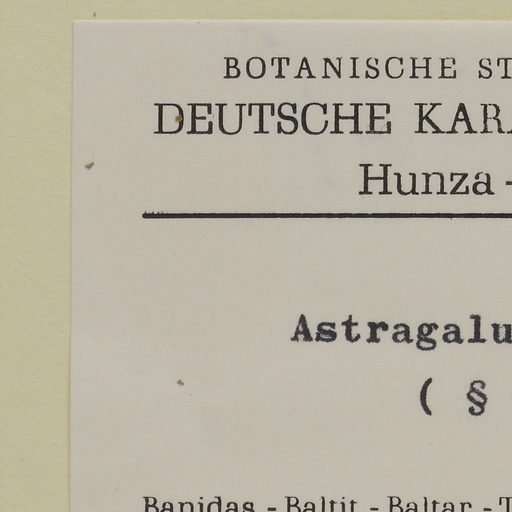 BOTANISCHE ST
DEUTSCHE KARA
Hunza -
Astragalu
( §
Banidas - Baltit - Baltar - T